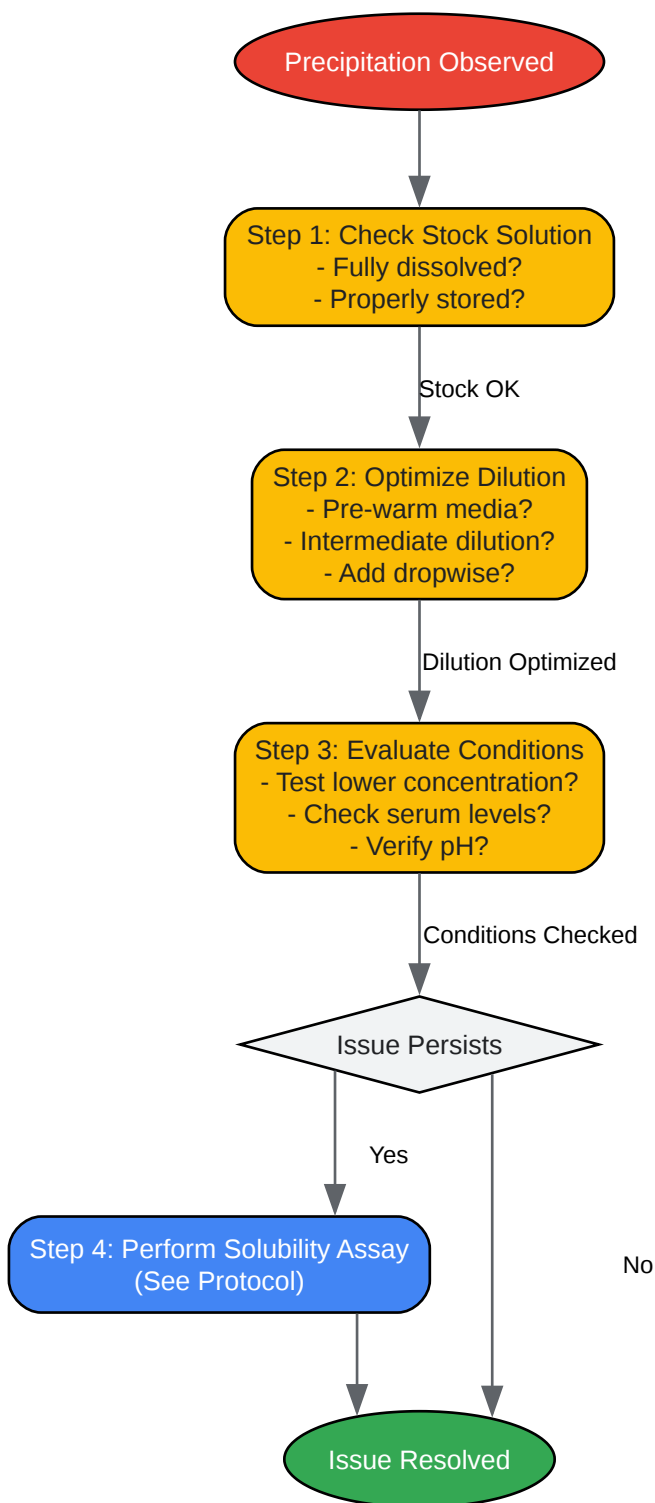 Precipitation Observed
Step 1: Check Stock Solution
- Fully dissolved?
- Properly stored?
Stock OK
Step 2: Optimize Dilution
- Pre-warm media?
- Intermediate dilution?
- Add dropwise?
Dilution Optimized
Step 3: Evaluate Conditions
- Test lower concentration?
- Check serum levels?
- Verify pH?
Conditions Checked
Issue Persists
Yes
Step 4: Perform Solubility Assay
(See Protocol)
No
Issue Resolved